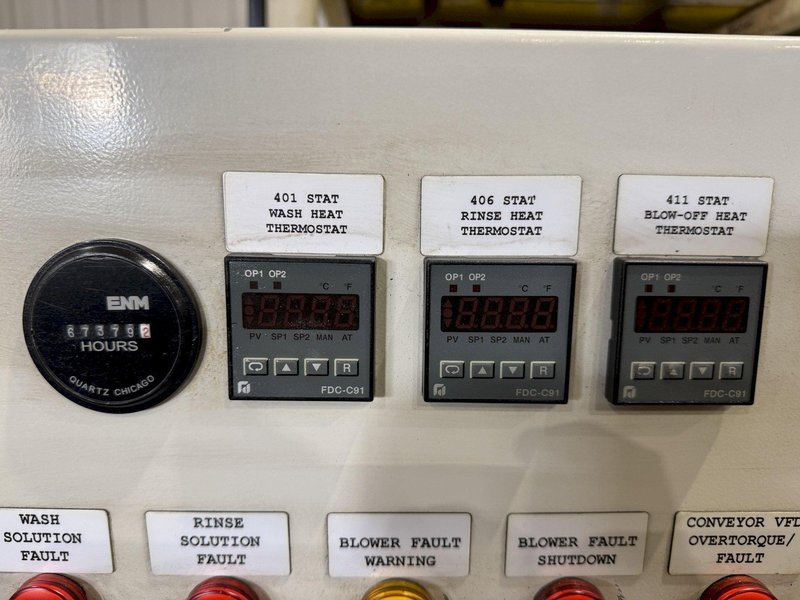 401 STAT
WASH HEAT
THERMOSTAT
406 STAT
RINSE HEAT
THERMOSTAT
411 STAT
BLOW-OFF HEAT
THERMOSTAT
ENM
673792
HOURS
QUARTZ CHICAGO
OP1 OP2
°C °F
PV SP1 SP2 MAN AT
R
FDC-C91
OP1 OP2
°C °F
PV SP1 SP2 MAN AT
R
FDC-C91
OP1 OP2
°C °F
PV SP1 SP2 MAN AT
R
FDC-C91
WASH
SOLUTION
FAULT
RINSE
SOLUTION
FAULT
BLOWER FAULT
WARNING
BLOWER FAULT
SHUTDOWN
CONVEYOR VFD
OVERTORQUE/
FAULT